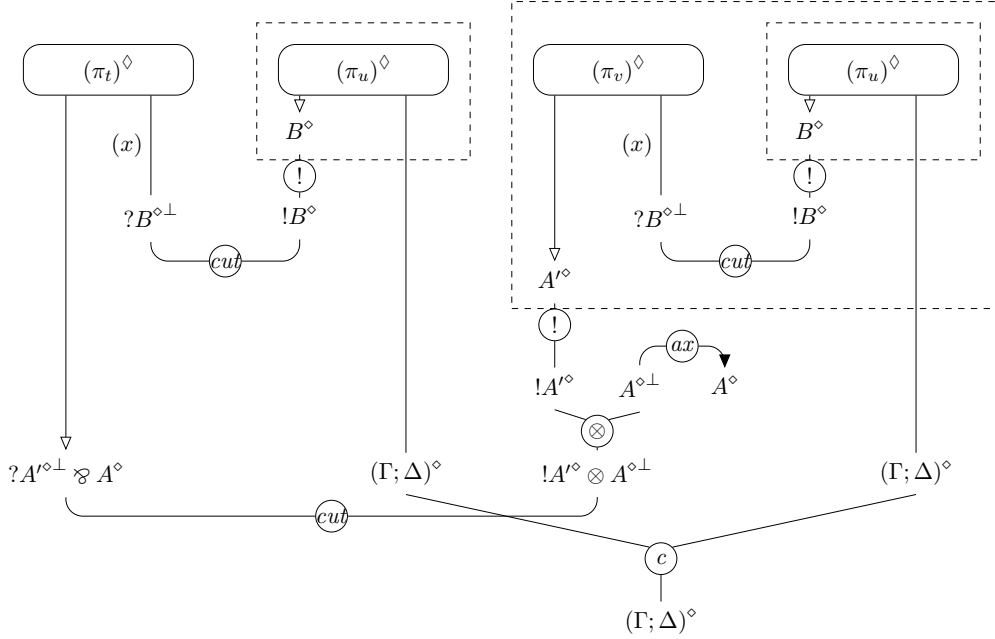 (π_t)^◊ (π_u)^◊ (π_v)^◊ (π_u)^◊
B^⋄ B^⋄
(x) (x)
! !
?B^⋄⊥ !B^⋄ ?B^⋄⊥ !B^⋄
cut cut
A′^⋄
!
ax
!A′^⋄ A^⋄⊥ A^⋄
⊗
?A′^⋄⊥ ⅋ A^⋄ (Γ; Δ)^⋄ !A′^⋄ ⊗ A^⋄⊥ (Γ; Δ)^⋄
cut
c
(Γ; Δ)^⋄